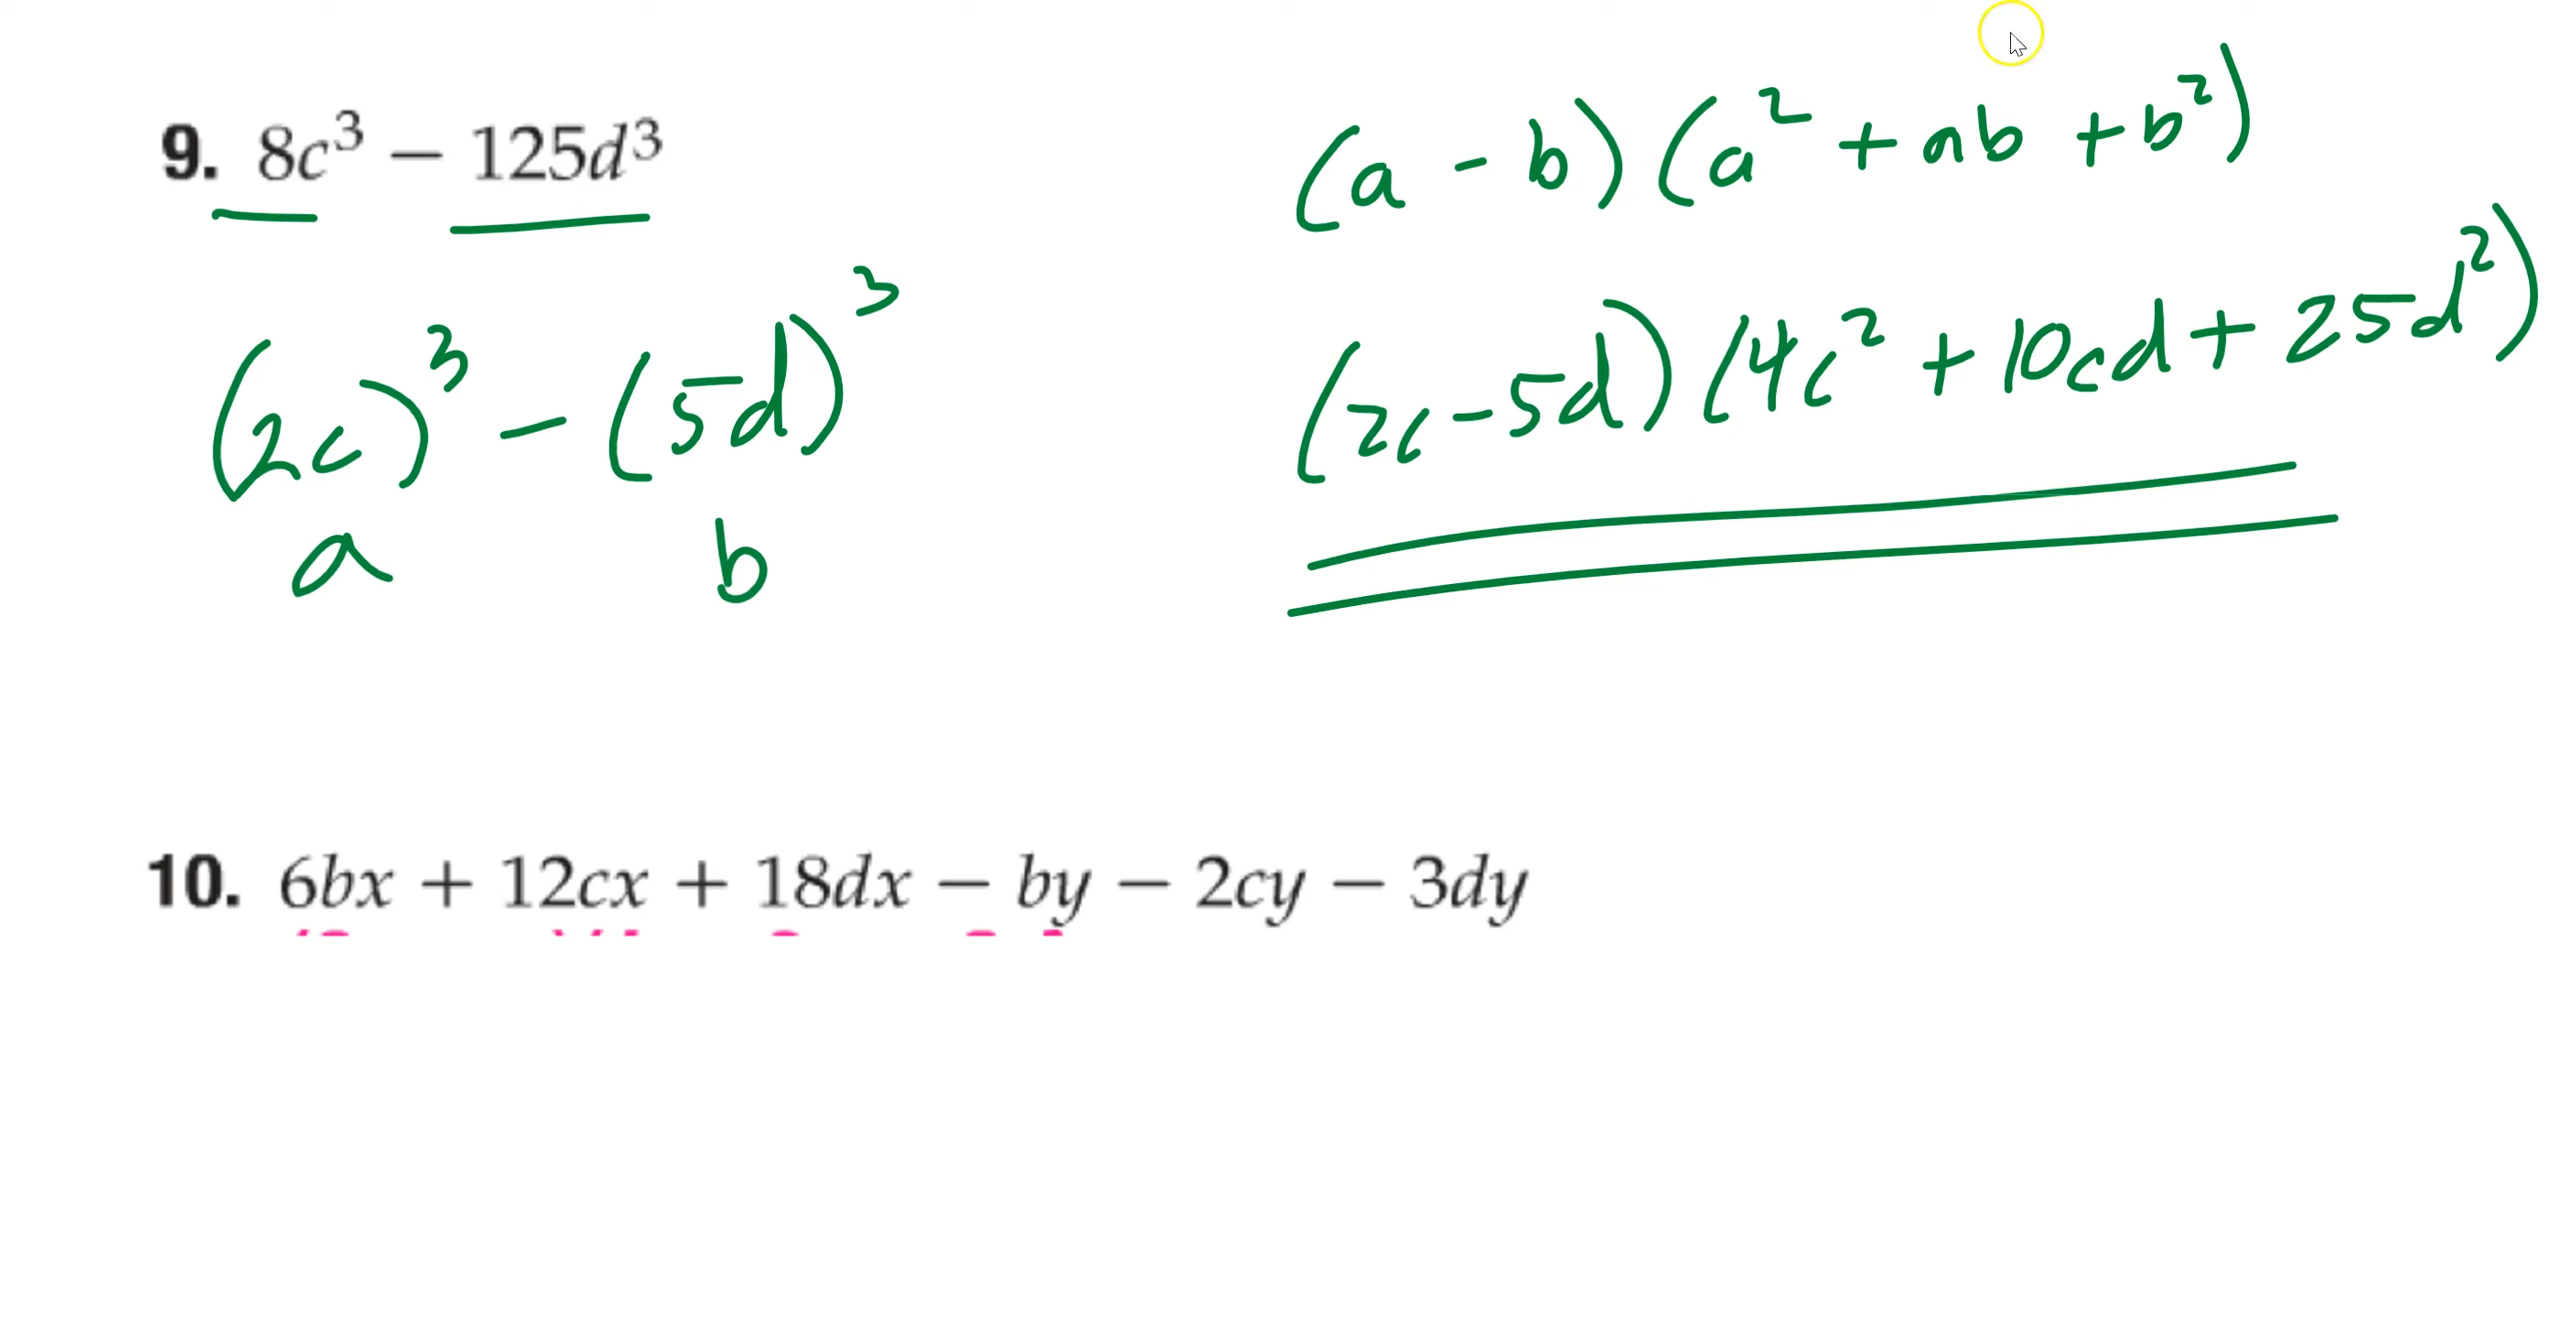 9. 8c³ − 125d³
(a - b)(a² + ab + b²)
(2c)³ - (5d)³
(2c-5d)(4c² + 10cd + 25d²)
a b
10. 6bx + 12cx + 18dx − by − 2cy − 3dy